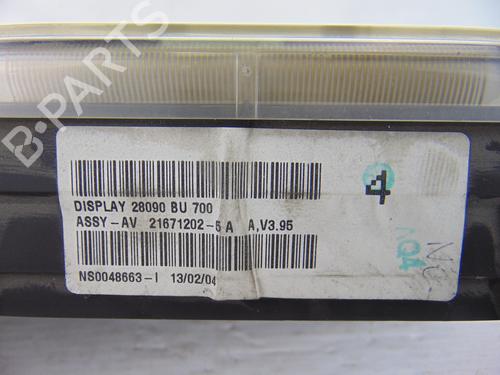 B-PARTS
DISPLAY 28090 BU 700
ASSY-AV 21671202-5 A A,V3.95
NS0048663-I 13/02/04
4